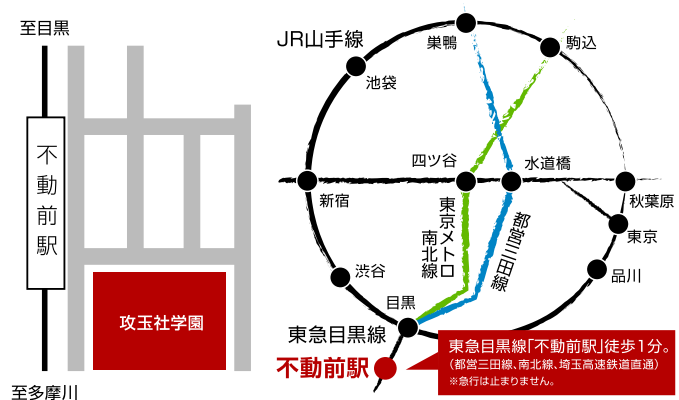 至目黒
不動前駅
攻玉社学園
至多摩川
JR山手線
巣鴨
駒込
池袋
四ツ谷
水道橋
新宿
秋葉原
東京メトロ
南北線
都営三田線
東京
品川
渋谷
目黒
東急目黒線
不動前駅
東急目黒線「不動前駅」徒歩1分。
（都営三田線、南北線、埼玉高速鉄道直通）
※急行は止まりません。